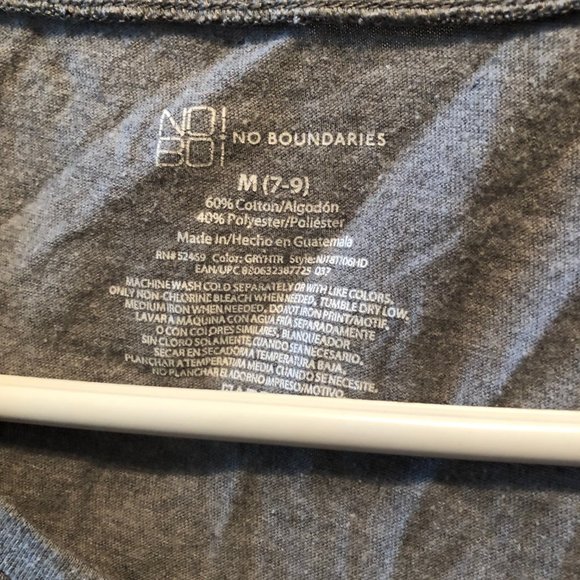 NO!
BO!
NO BOUNDARIES
M (7-9)
60% Cotton/Algodón
40% Polyester/Poliéster
Made in/Hecho en Guatemala
RN# 52469 Color: GRYHTR Style: NJT81706HD
EAN/UPC 880632387725 037
MACHINE WASH COLD SEPARATELY OR WITH LIKE COLORS.
ONLY NON-CHLORINE BLEACH WHEN NEEDED, TUMBLE DRY LOW.
MEDIUM IRON WHEN NEEDED, DO NOT IRON PRINT/MOTIF.
LAVAR A MAQUINA CON AGUA FRÍA SEPARADAMENTE
O CON COLORES SIMILARES, BLANQUEADOR
SIN CLORO SOLAMENTE CUANDO SEA NECESARIO.
SECAR EN SECADORA TEMPERATURA BAJA.
PLANCHAR A TEMPERATURA MEDIA CUANDO SE NECESITE,
NO PLANCHAR EL ADORNO IMPRESO/MOTIVO.